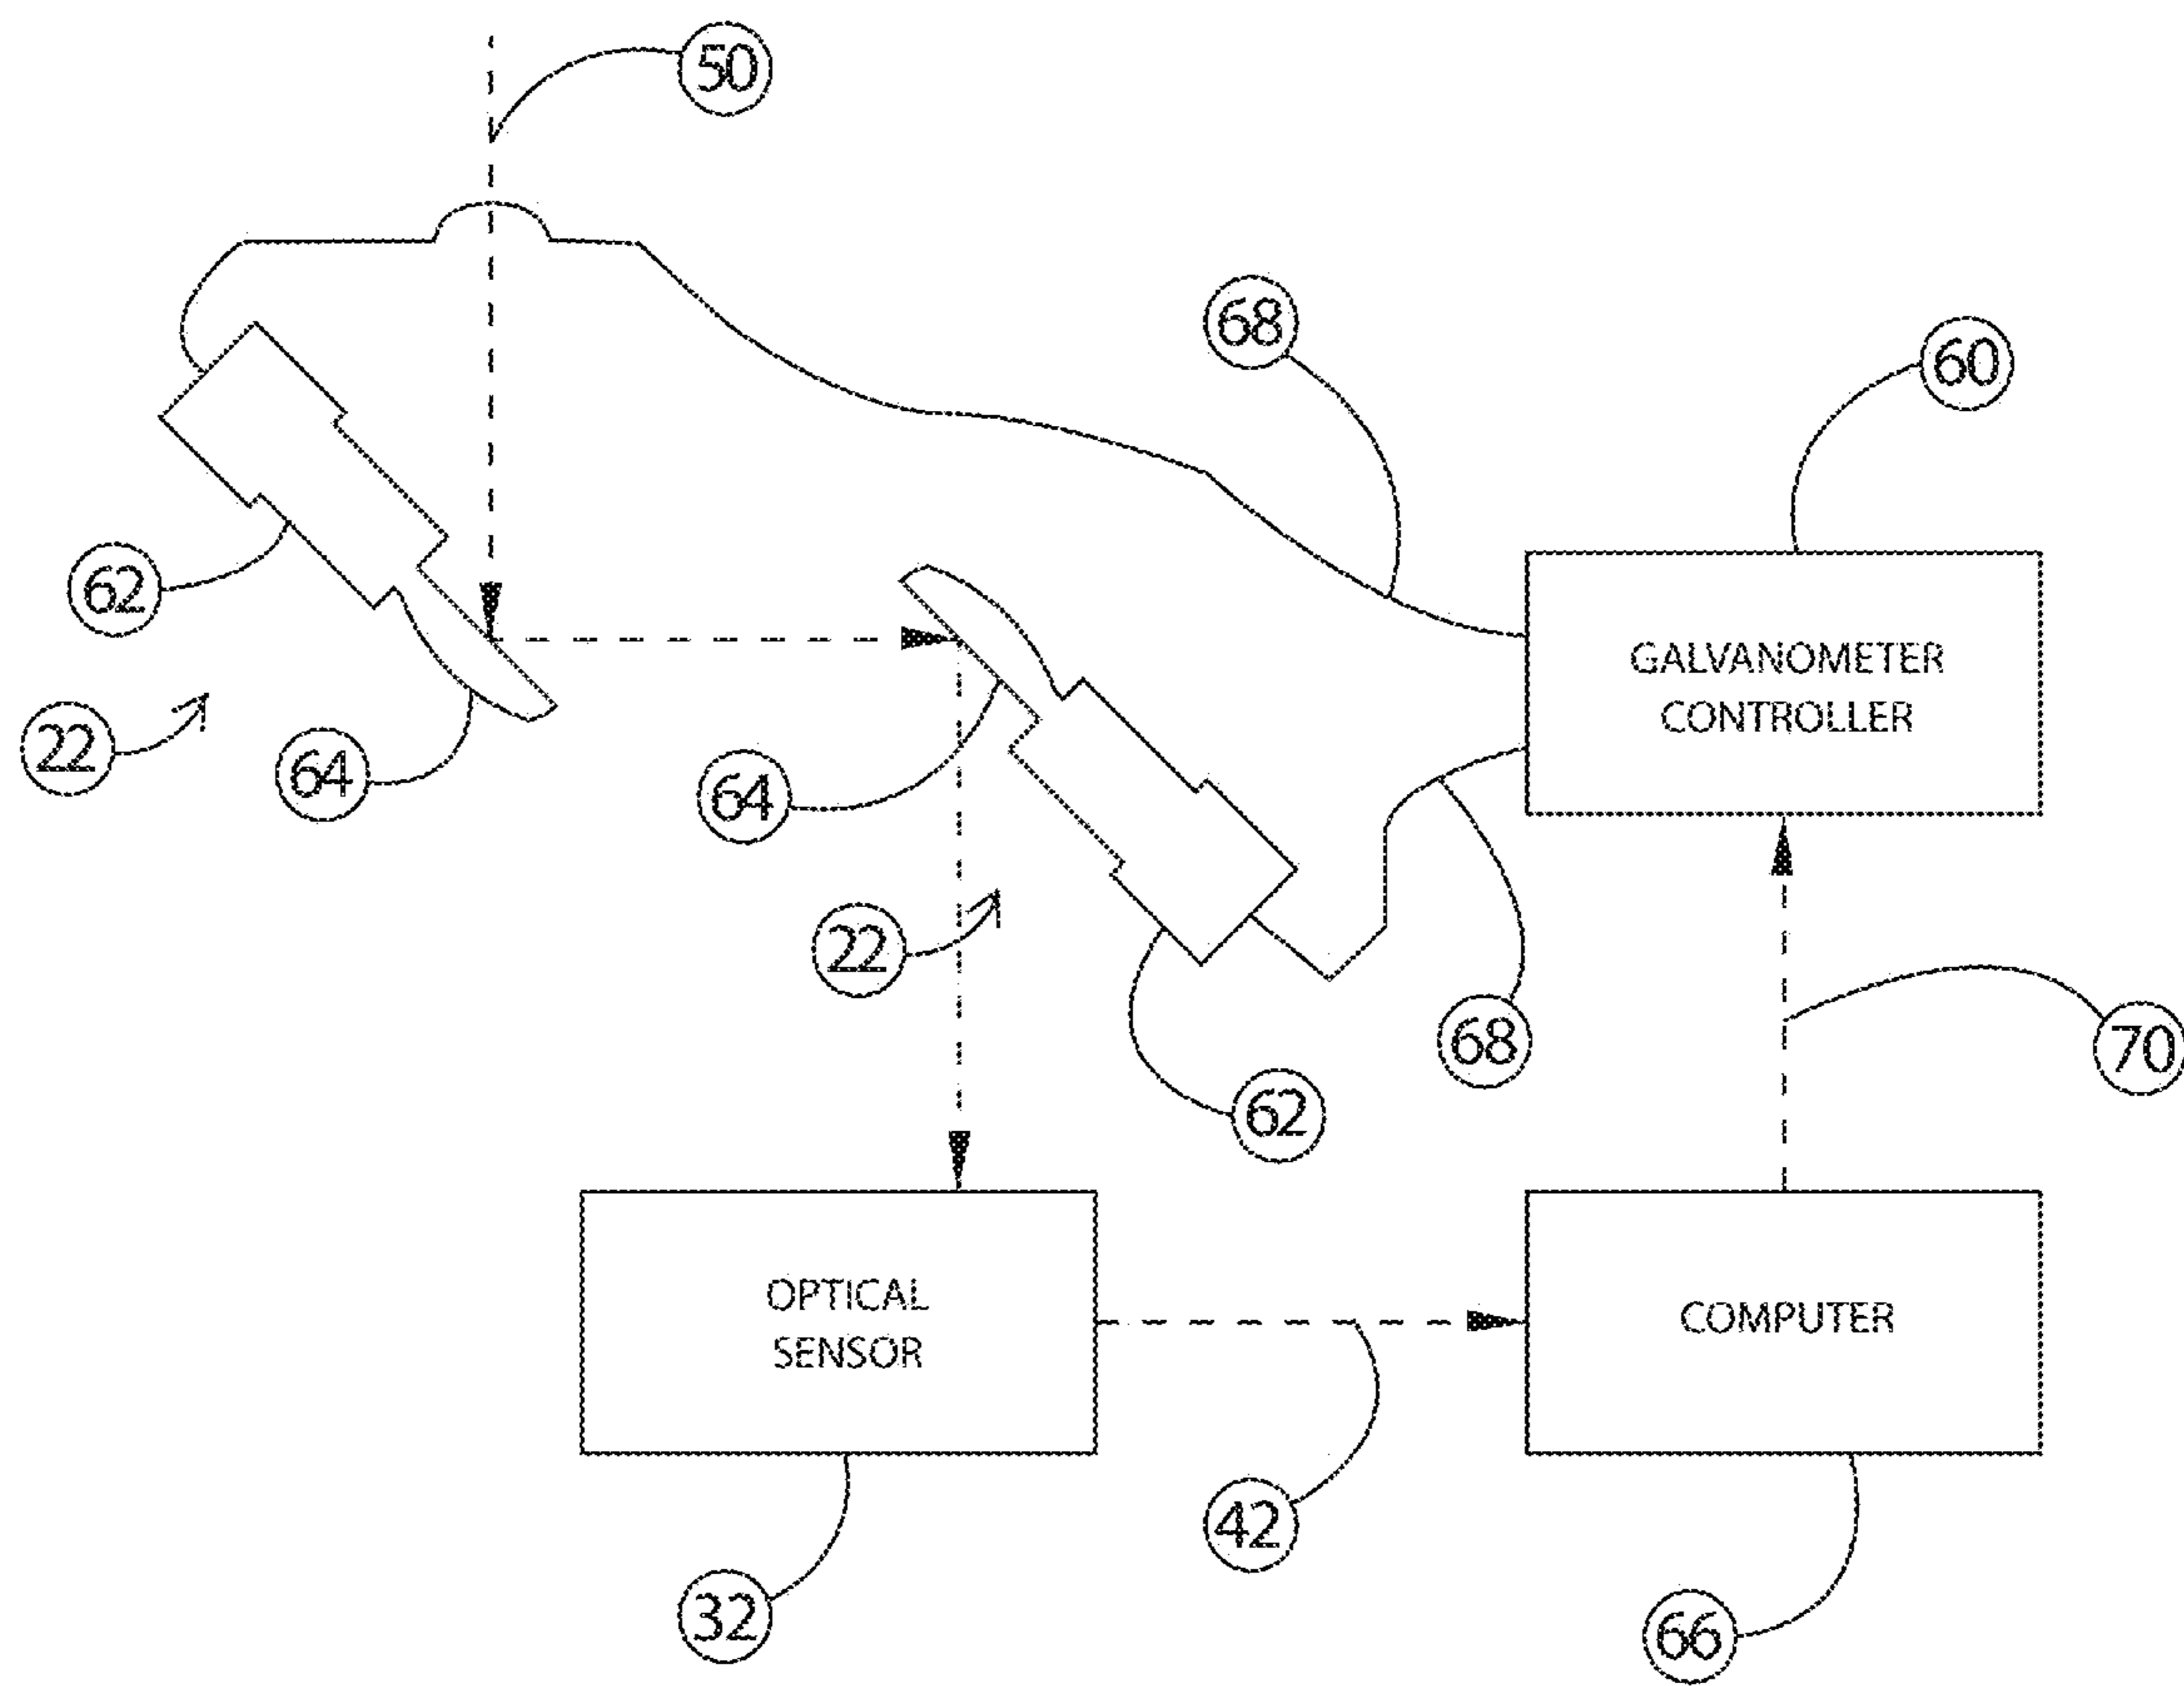 50
68
60
62
GALVANOMETER
CONTROLLER
22
64
64
22
68
70
62
OPTICAL
SENSOR
COMPUTER
42
32
66